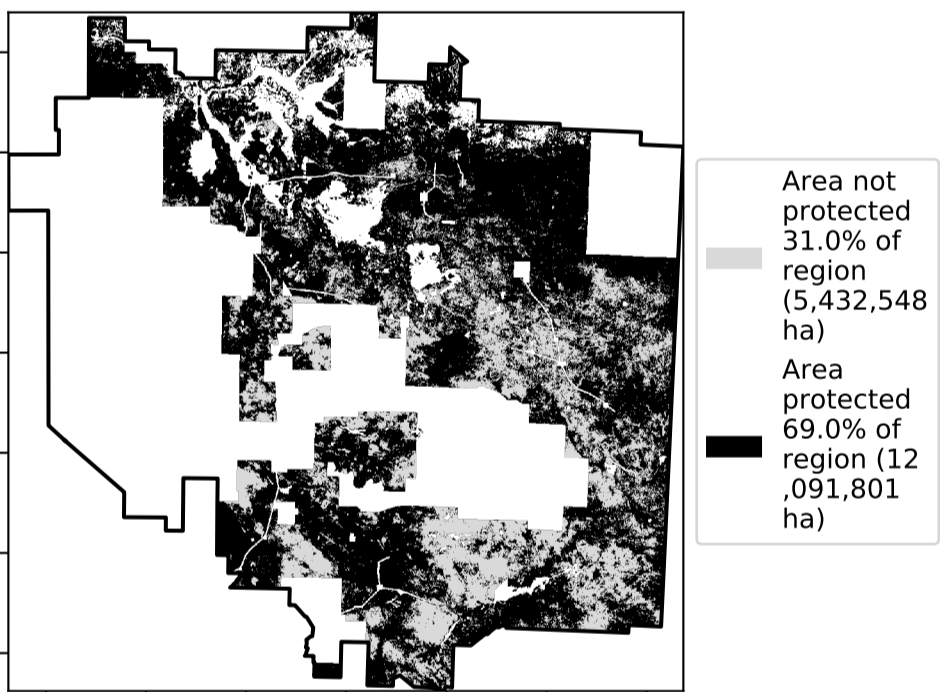 Area not
protected
31.0% of
region
(5,432,548
ha)
Area
protected
69.0% of
region (12
,091,801
ha)